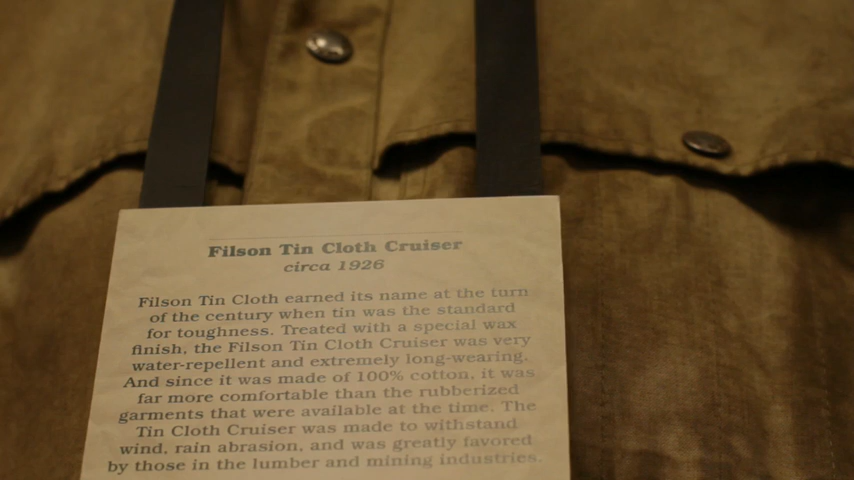 Filson Tin Cloth Cruiser
circa 1926
Filson Tin Cloth earned its name at the turn
of the century when tin was the standard
for toughness. Treated with a special wax
finish, the Filson Tin Cloth Cruiser was very
water-repellent and extremely long-wearing.
And since it was made of 100% cotton, it was
far more comfortable than the rubberized
garments that were available at the time. The
Tin Cloth Cruiser was made to withstand
wind, rain abrasion, and was greatly favored
by those in the lumber and mining industries.